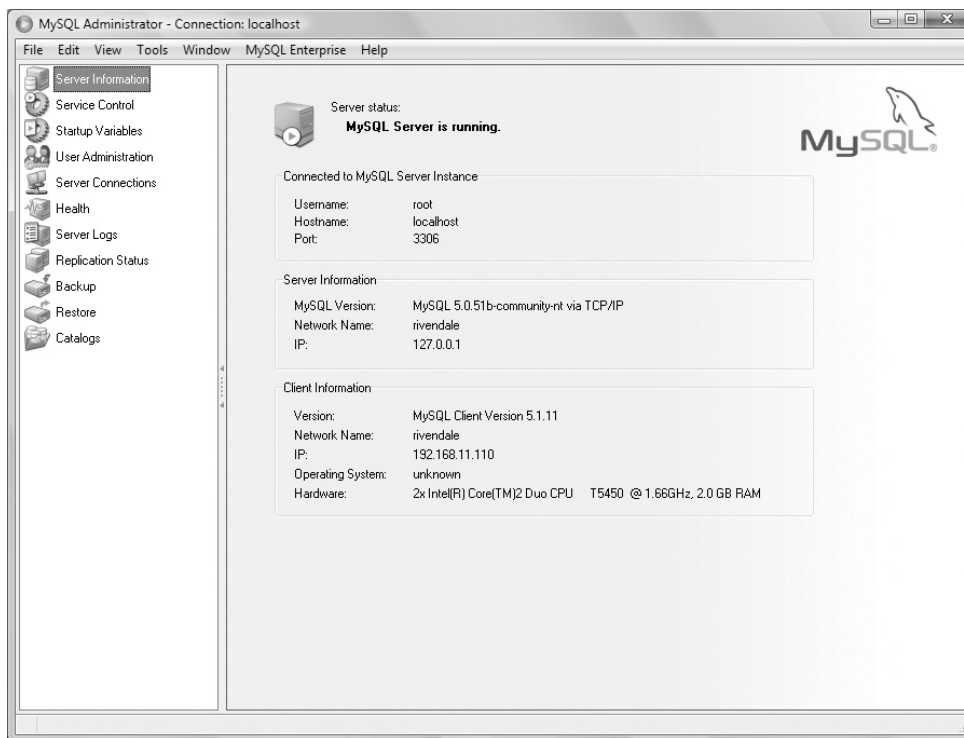 MySQL Administrator - Connection: localhost
File Edit View Tools Window MySQL Enterprise Help
Server Information
Service Control
Startup Variables
User Administration
Server Connections
Health
Server Logs
Replication Status
Backup
Restore
Catalogs
Server status:
MySQL Server is running.
MySQL®
Connected to MySQL Server Instance
Username: root
Hostname: localhost
Port: 3306
Server Information
MySQL Version: MySQL 5.0.51b-community-nt via TCP/IP
Network Name: rivendale
IP: 127.0.0.1
Client Information
Version: MySQL Client Version 5.1.11
Network Name: rivendale
IP: 192.168.11.110
Operating System: unknown
Hardware: 2x Intel(R) Core(TM)2 Duo CPU T5450 @ 1.66GHz, 2.0 GB RAM